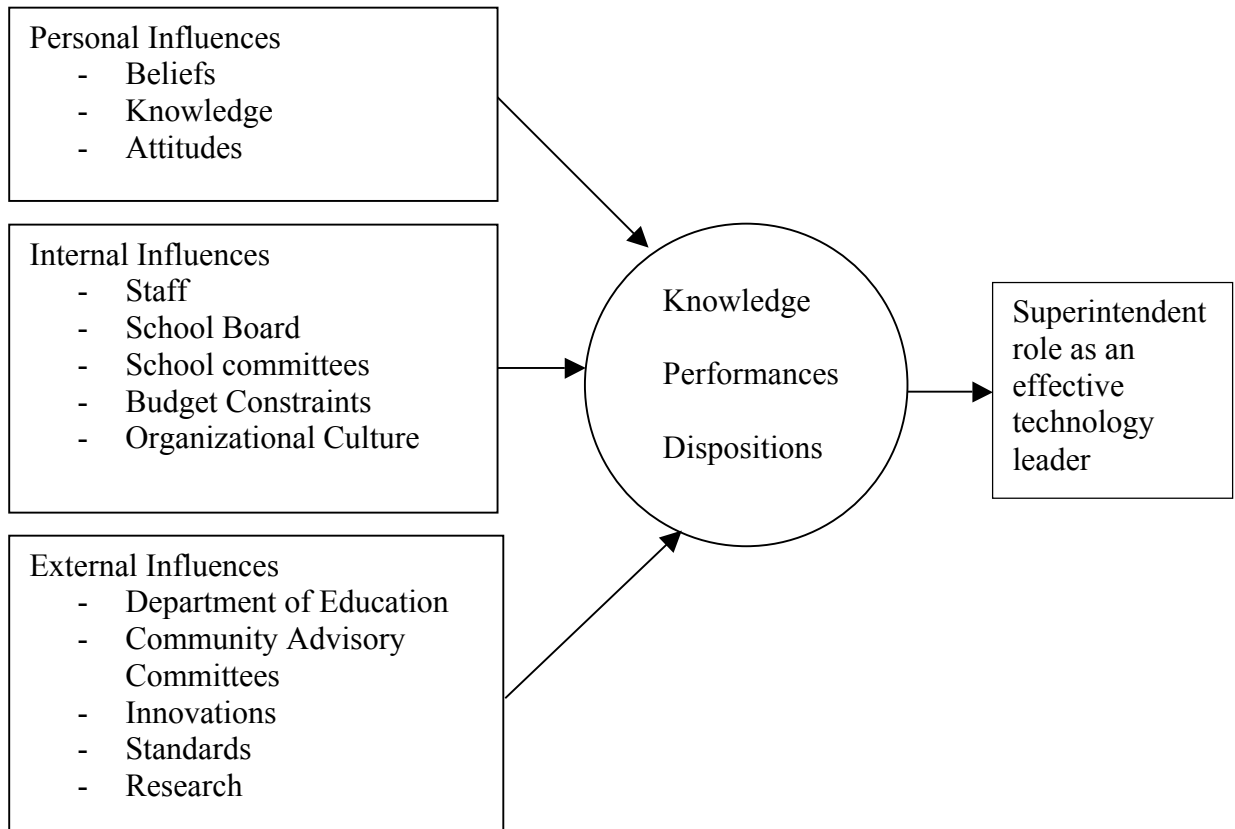 Personal Influences
- Beliefs
- Knowledge
- Attitudes
Internal Influences
- Staff
- School Board
- School committees
- Budget Constraints
- Organizational Culture
External Influences
- Department of Education
- Community Advisory
Committees
- Innovations
- Standards
- Research
Knowledge
Performances
Dispositions
Superintendent
role as an
effective
technology
leader